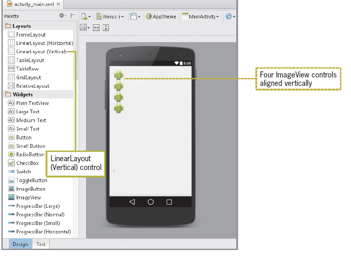 activity_main.xml ×
Palette
Nexus 4
AppTheme
MainActivity
Layouts
FrameLayout
LinearLayout (Horizontal)
LinearLayout (Vertical)
TableLayout
TableRow
GridLayout
RelativeLayout
Widgets
Plain TextView
Large Text
Medium Text
Small Text
Button
Small Button
RadioButton
CheckBox
Switch
ToggleButton
ImageButton
ImageView
ProgressBar (Large)
ProgressBar (Normal)
ProgressBar (Small)
ProgressBar (Horizontal)
Design Text
LinearLayout
(Vertical) control
Four ImageView controls
aligned vertically